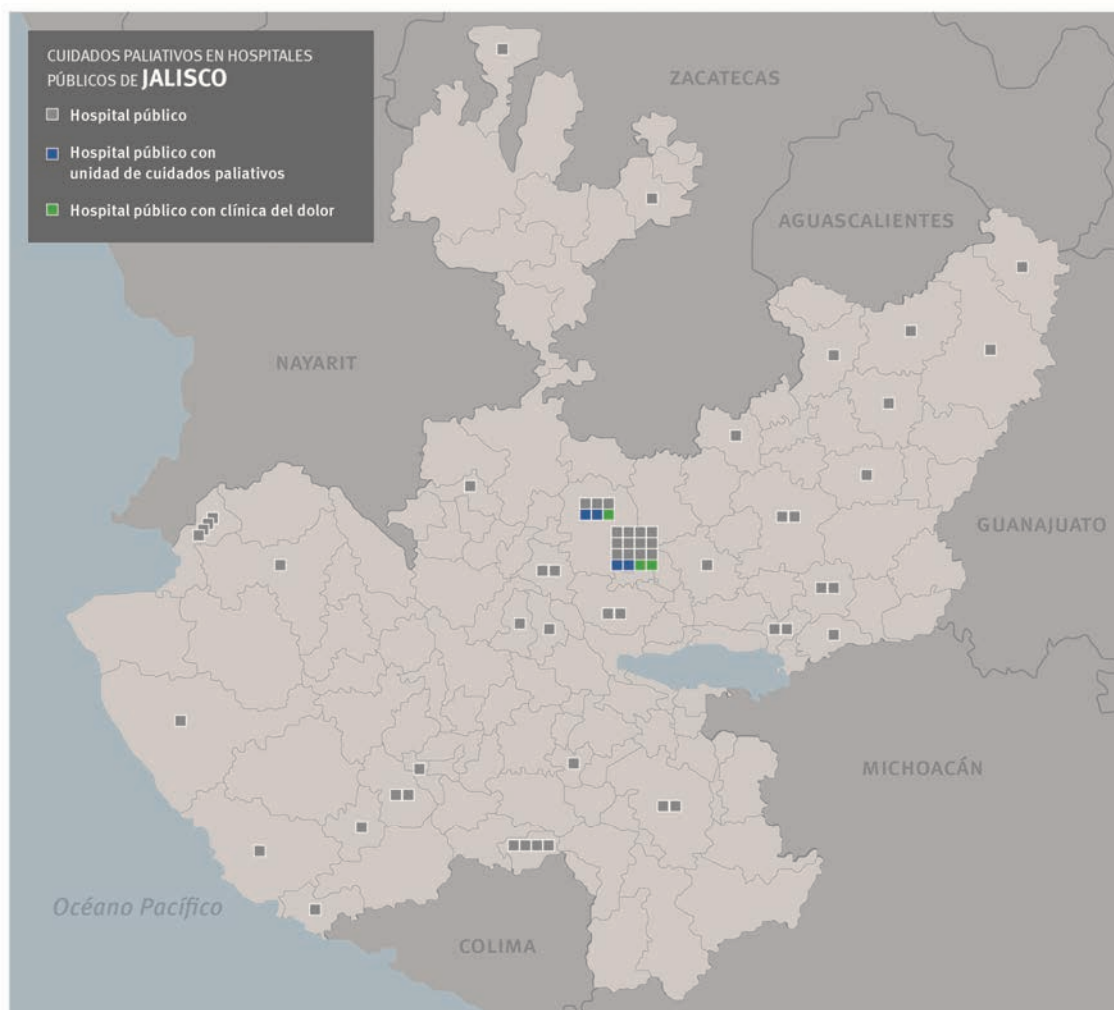 CUIDADOS PALIATIVOS EN HOSPITALES
PÚBLICOS DE JALISCO
Hospital público
Hospital público con
unidad de cuidados paliativos
Hospital público con clínica del dolor
ZACATECAS
AGUASCALIENTES
NAYARIT
GUANAJUATO
MICHOACÁN
Océano Pacífico
COLIMA